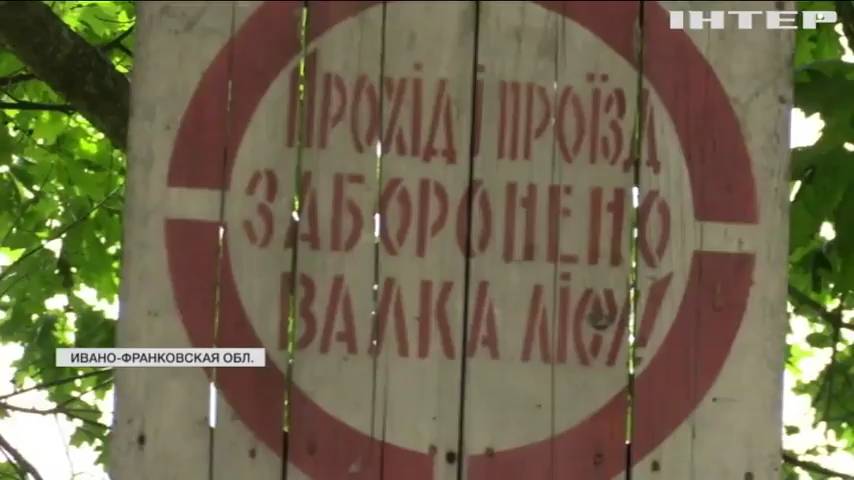 ІНТЕР
ПРОХІД І ПРОЇЗД
ЗАБОРОНЕНО
ВАЛКА ЛІСУ!
ИВАНО-ФРАНКОВСКАЯ ОБЛ.